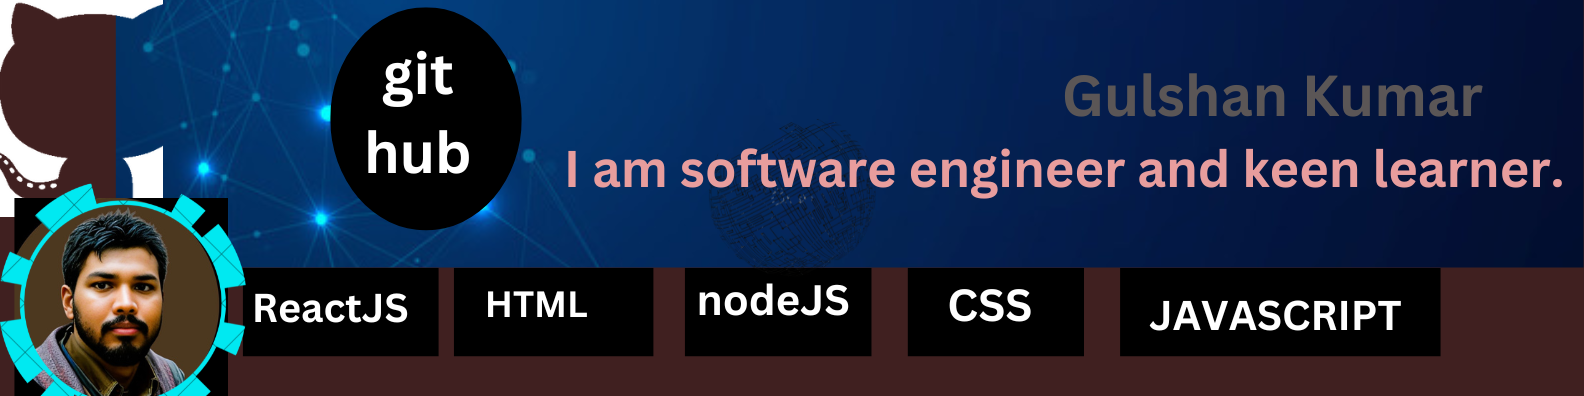 git
hub
Gulshan Kumar
I am software engineer and keen learner.
ReactJS
HTML
nodeJS
CSS
JAVASCRIPT